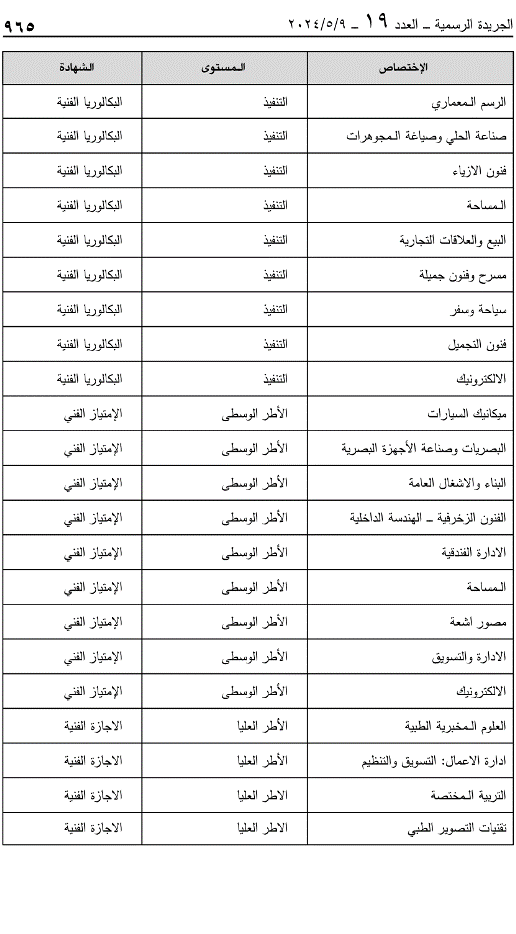 الجريدة الرسمية ــ العدد ١٩ ــ ٢٠٢٤/٥/٩ ٩٦٥
الإختصاص المستوى الشهادة
الرسم المعماري التنفيذ البكالوريا الفنية
صناعة الحلي وصياغة المجوهرات التنفيذ البكالوريا الفنية
فنون الازياء التنفيذ البكالوريا الفنية
المساحة التنفيذ البكالوريا الفنية
البيع والعلاقات التجارية التنفيذ البكالوريا الفنية
مسرح وفنون جميلة التنفيذ البكالوريا الفنية
سياحة وسفر التنفيذ البكالوريا الفنية
فنون التجميل التنفيذ البكالوريا الفنية
الالكترونيك التنفيذ البكالوريا الفنية
ميكانيك السيارات الأطر الوسطى الإمتياز الفني
البصريات وصناعة الأجهزة البصرية الأطر الوسطى الإمتياز الفني
البناء والاشغال العامة الأطر الوسطى الإمتياز الفني
الفنون الزخرفية ــ الهندسة الداخلية الأطر الوسطى الإمتياز الفني
الادارة الفندقية الأطر الوسطى الإمتياز الفني
المساحة الأطر الوسطى الإمتياز الفني
مصور اشعة الأطر الوسطى الإمتياز الفني
الادارة والتسويق الأطر الوسطى الإمتياز الفني
الالكترونيك الأطر الوسطى الإمتياز الفني
العلوم المخبرية الطبية الأطر العليا الاجازة الفنية
ادارة الاعمال: التسويق والتنظيم الأطر العليا الاجازة الفنية
التربية المختصة الاطر العليا الاجازة الفنية
تقنيات التصوير الطبي الاطر العليا الاجازة الفنية